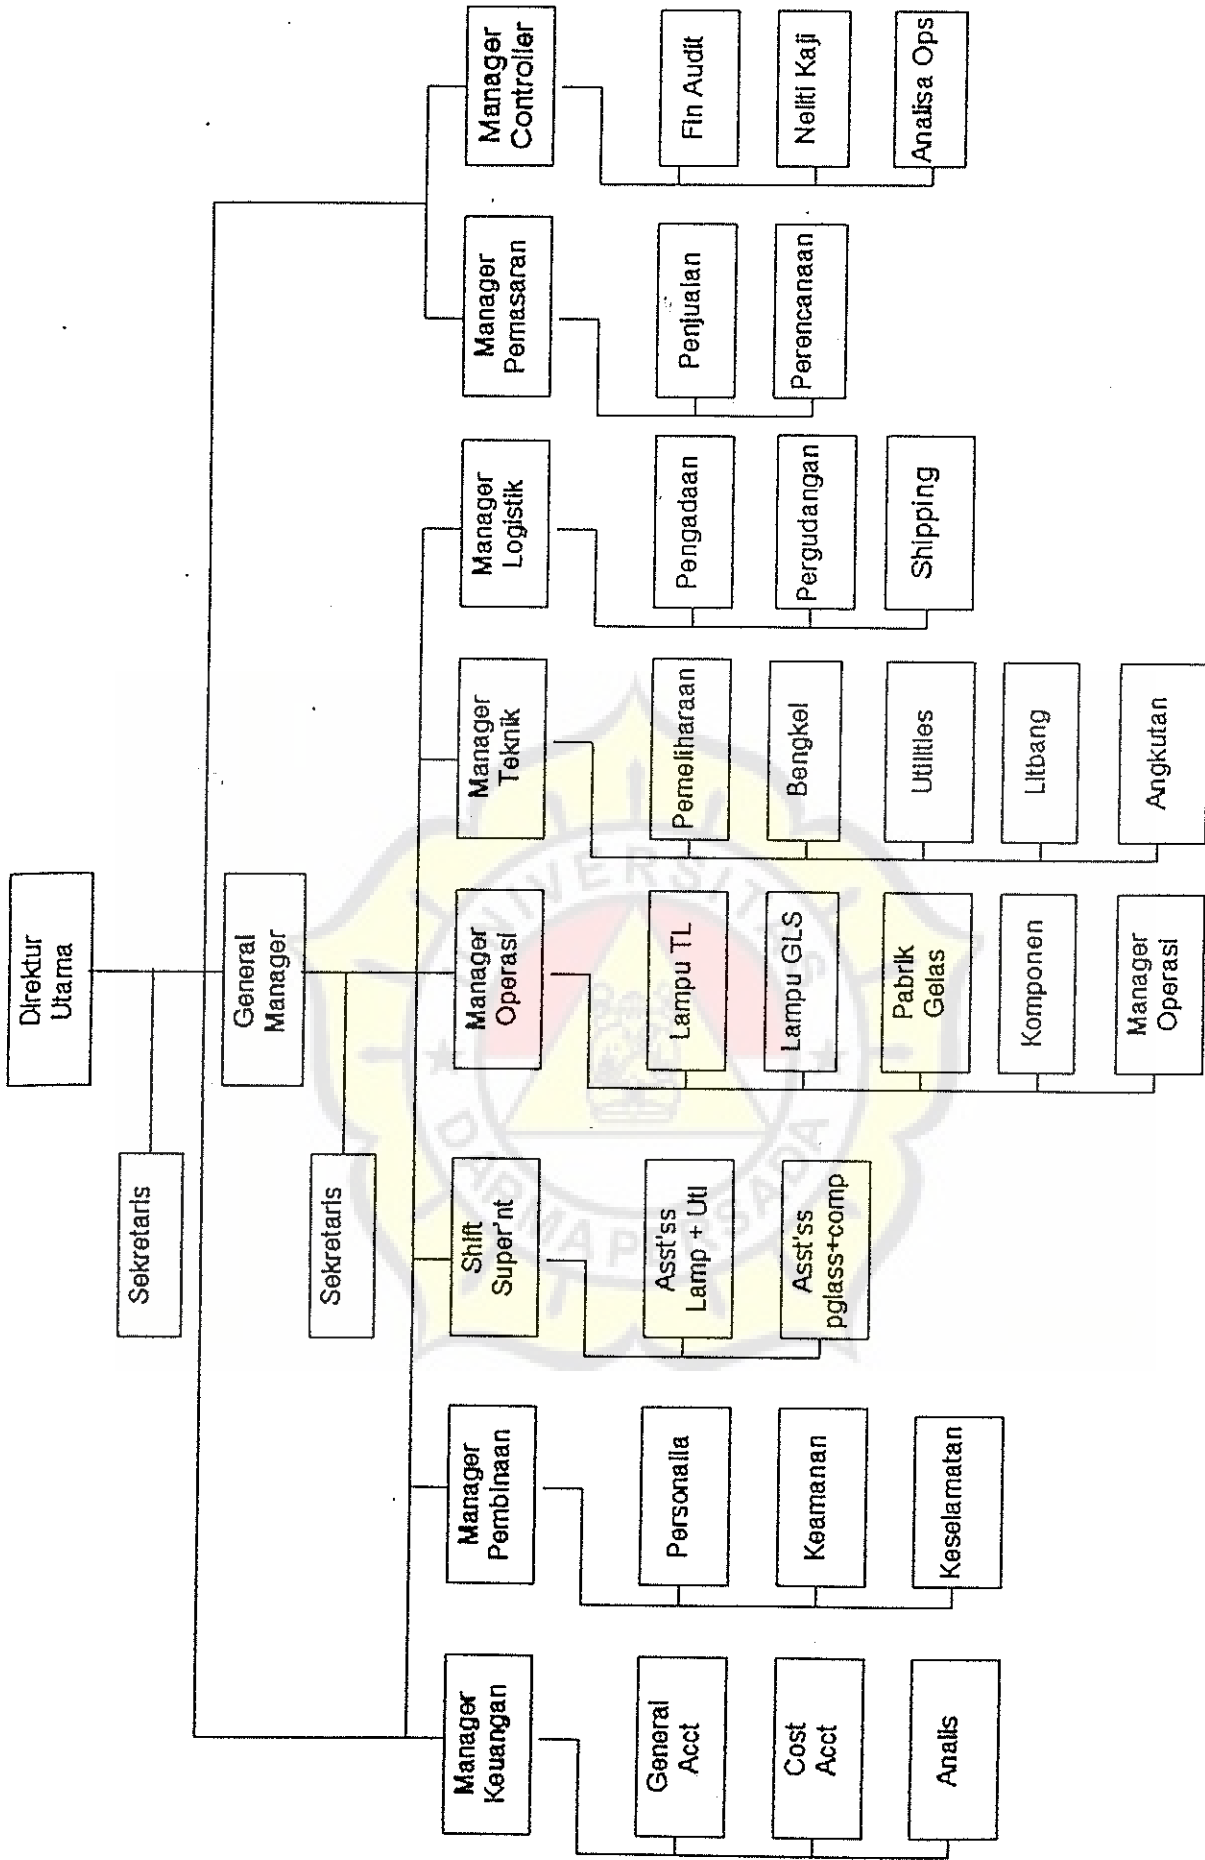 Direktur
Utama
Sekretaris
General
Manager
Sekretaris
Manager
Keuangan
General
Acct
Cost
Acct
Analis
Manager
Pembinaan
Personalia
Keamanan
Keselamatan
Shift
Super'nt
Asst'ss
Lamp + Utl
Asst'ss
pglass+comp
Manager
Operasi
Lampu TL
Lampu GLS
Pabrik
Gelas
Komponen
Manager
Operasi
Manager
Teknik
Pemeliharaan
Bengkel
Utilities
Litbang
Angkutan
Manager
Logistik
Pengadaan
Pergudangan
Shipping
Manager
Pemasaran
Penjualan
Perencanaan
Manager
Controller
Fin Audit
Neliti Kaji
Analisa Ops
UNIVERSITAS
DARMA PERSADA